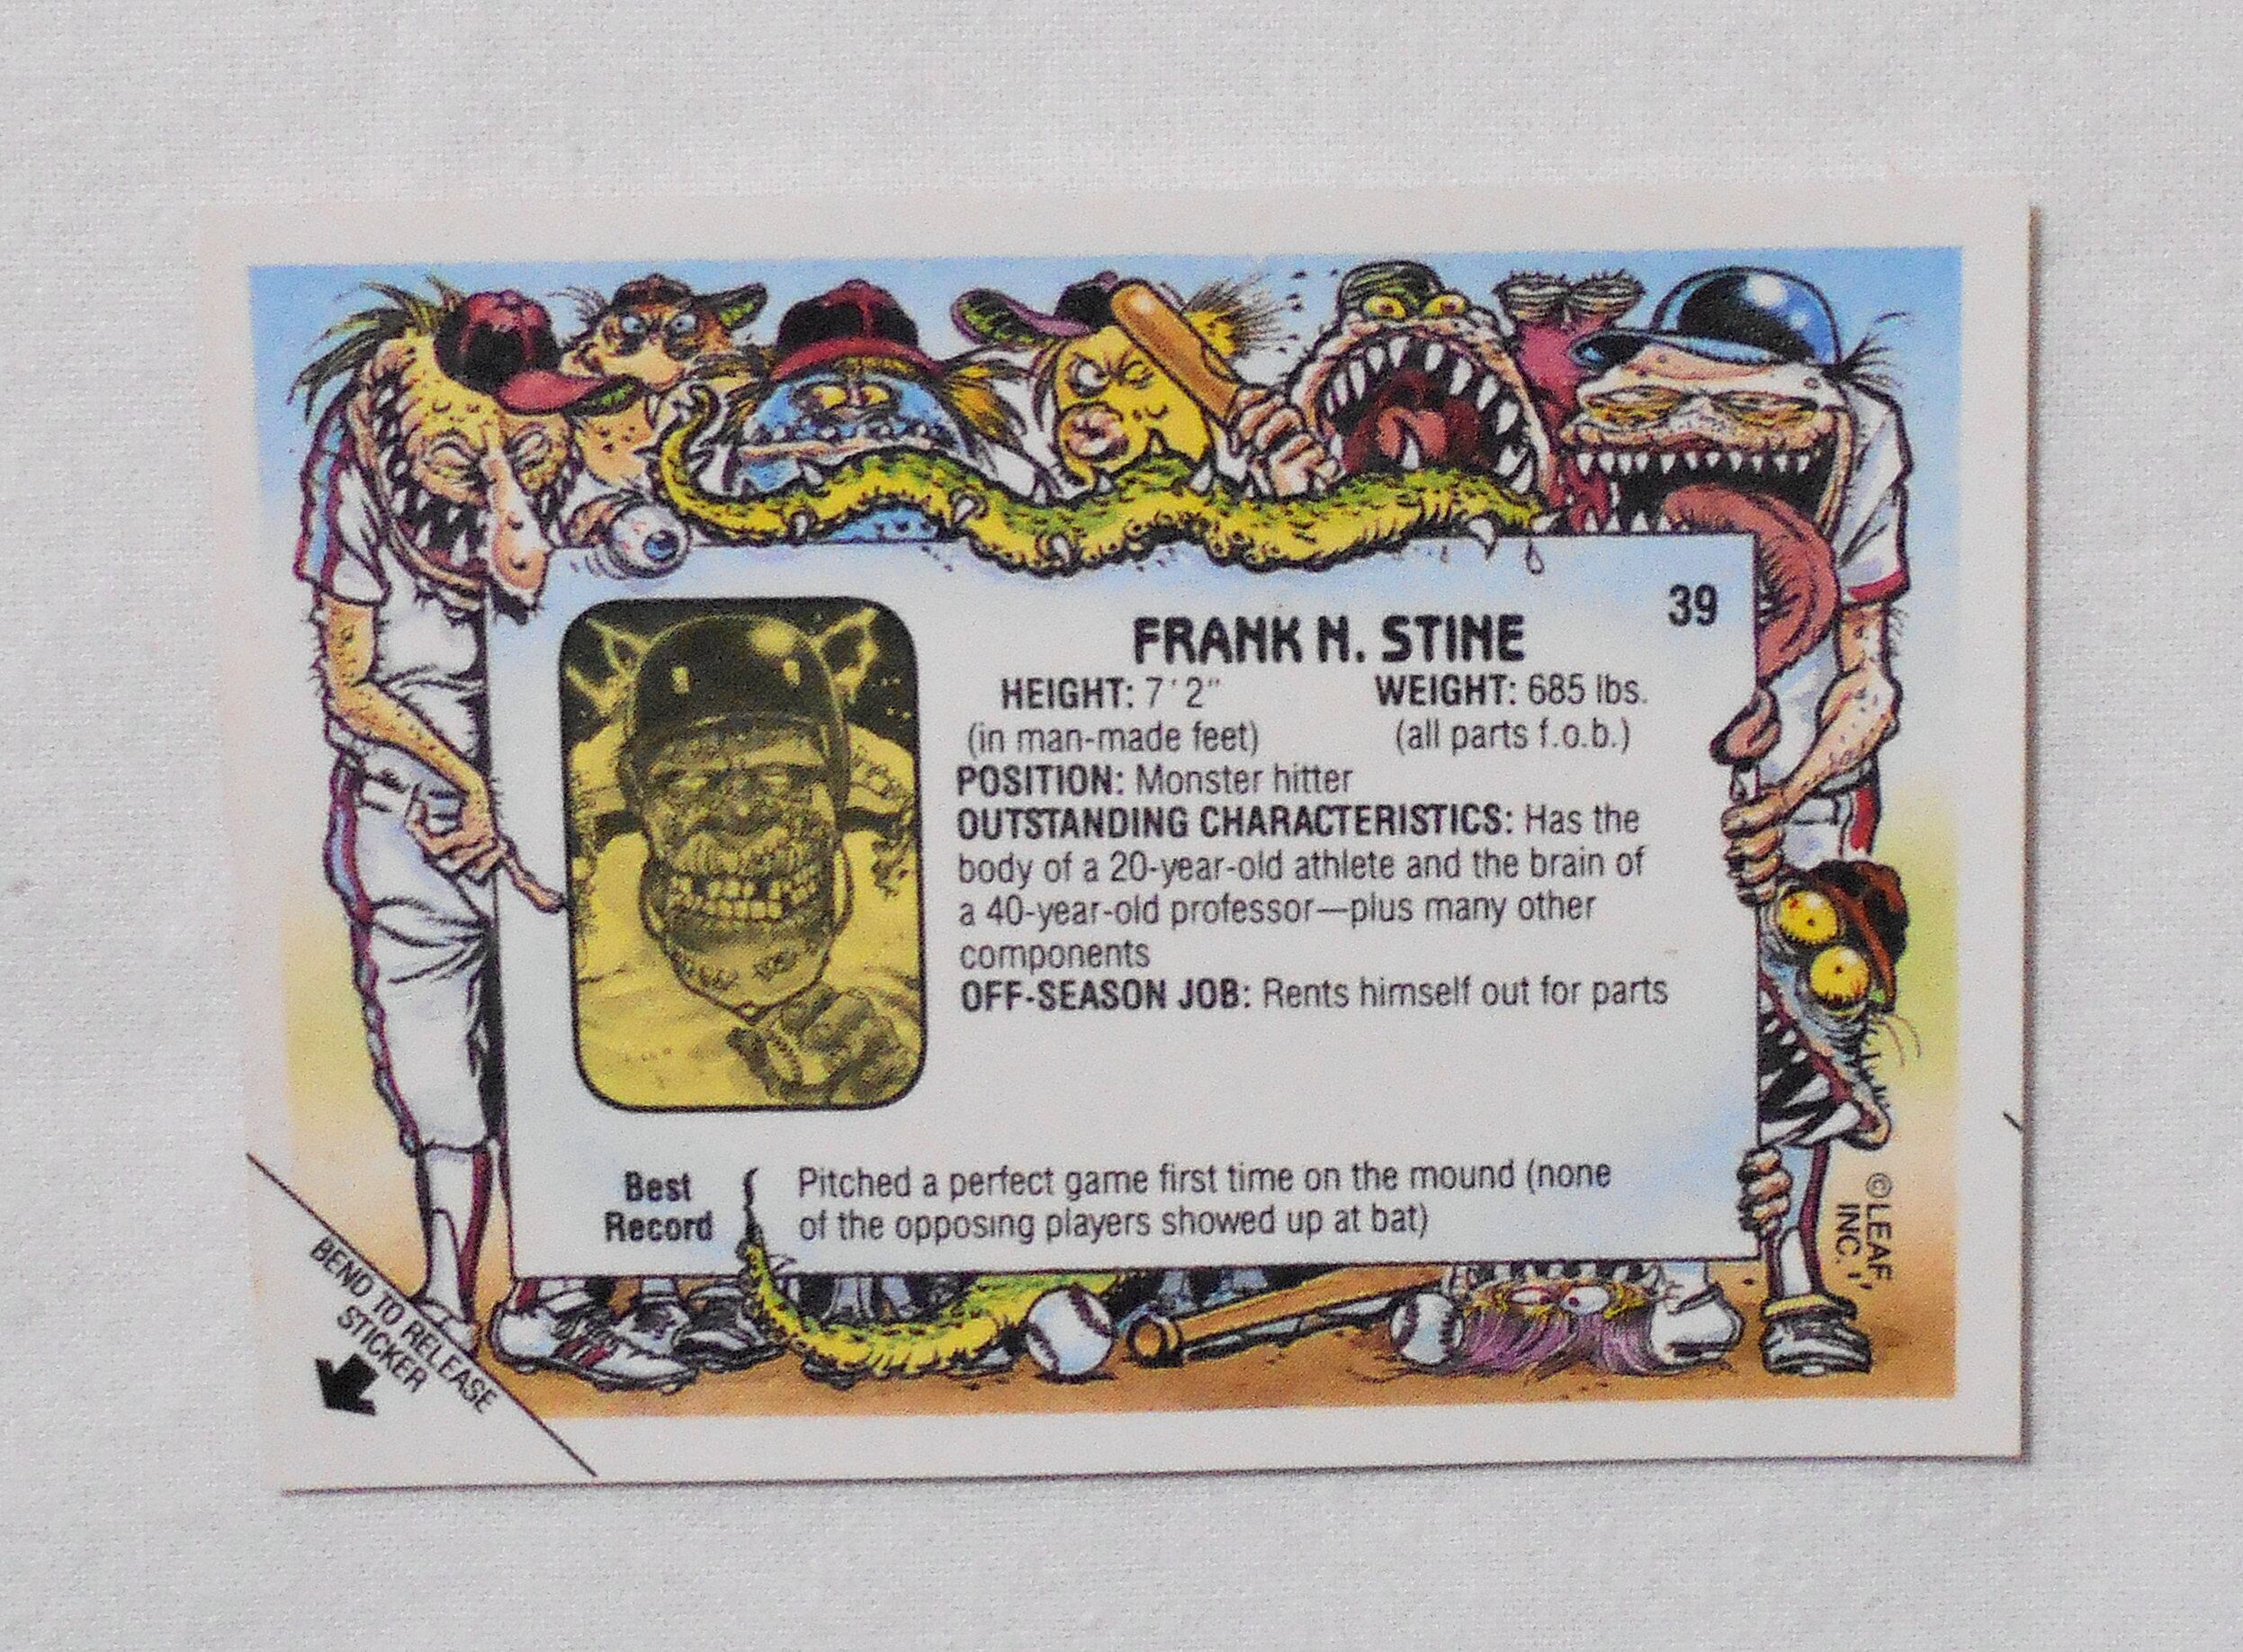 39
FRANK N. STINE
HEIGHT: 7'2" WEIGHT: 685 lbs.
(in man-made feet) (all parts f.o.b.)
POSITION: Monster hitter
OUTSTANDING CHARACTERISTICS: Has the
body of a 20-year-old athlete and the brain of
a 40-year-old professor—plus many other
components
OFF-SEASON JOB: Rents himself out for parts
Best
Record
Pitched a perfect game first time on the mound (none
of the opposing players showed up at bat)
©LEAF,
INC.
BEND TO RELEASE
STICKER